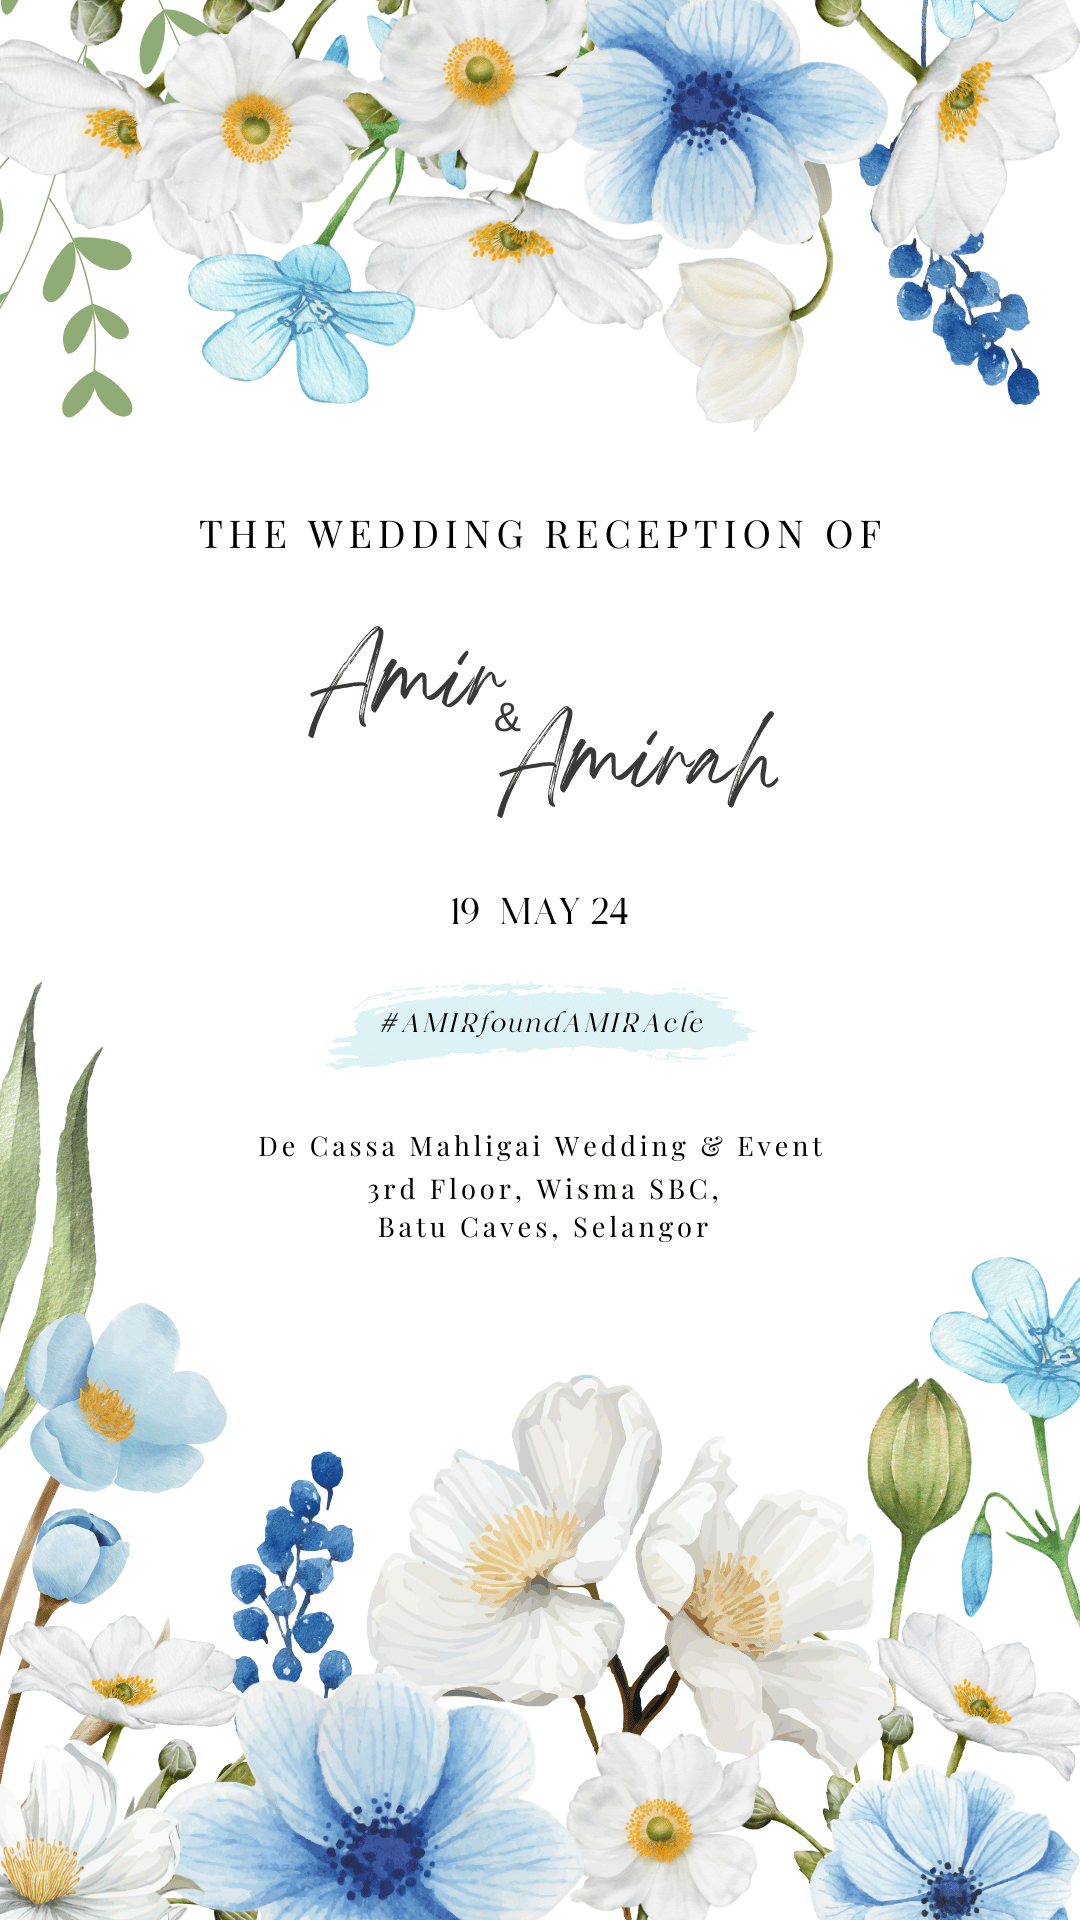 THE WEDDING RECEPTION OF
Amir
&
Amirah
19 MAY 24
#AMIRfoundAMIRAcle
De Cassa Mahligai Wedding & Event
3rd Floor, Wisma SBC,
Batu Caves, Selangor